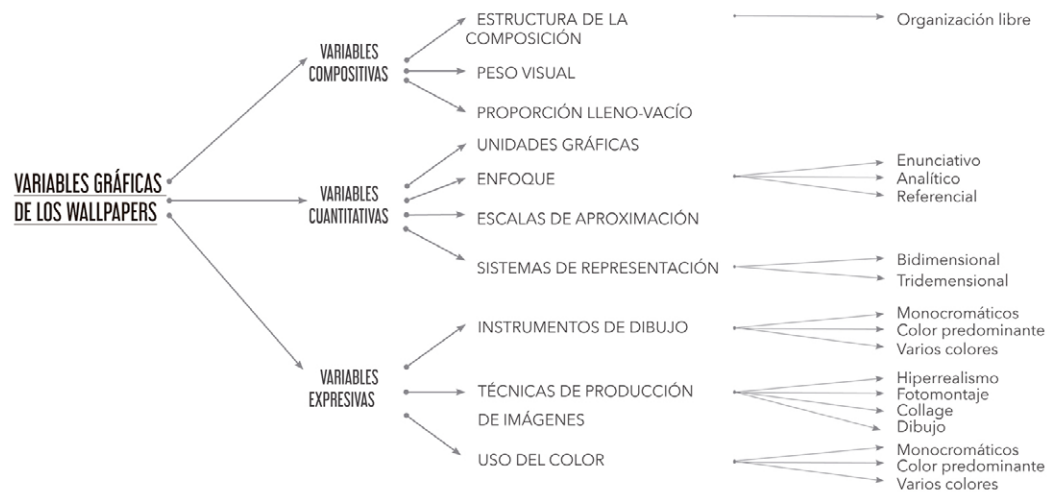 VARIABLES GRÁFICAS
DE LOS WALLPAPERS
VARIABLES
COMPOSITIVAS
ESTRUCTURA DE LA
COMPOSICIÓN
Organización libre
PESO VISUAL
PROPORCIÓN LLENO-VACÍO
VARIABLES
CUANTITATIVAS
UNIDADES GRÁFICAS
ENFOQUE
Enunciativo
Analítico
Referencial
ESCALAS DE APROXIMACIÓN
SISTEMAS DE REPRESENTACIÓN
Bidimensional
Tridemensional
VARIABLES
EXPRESIVAS
INSTRUMENTOS DE DIBUJO
Monocromáticos
Color predominante
Varios colores
TÉCNICAS DE PRODUCCIÓN
DE IMÁGENES
Hiperrealismo
Fotomontaje
Collage
Dibujo
USO DEL COLOR
Monocromáticos
Color predominante
Varios colores